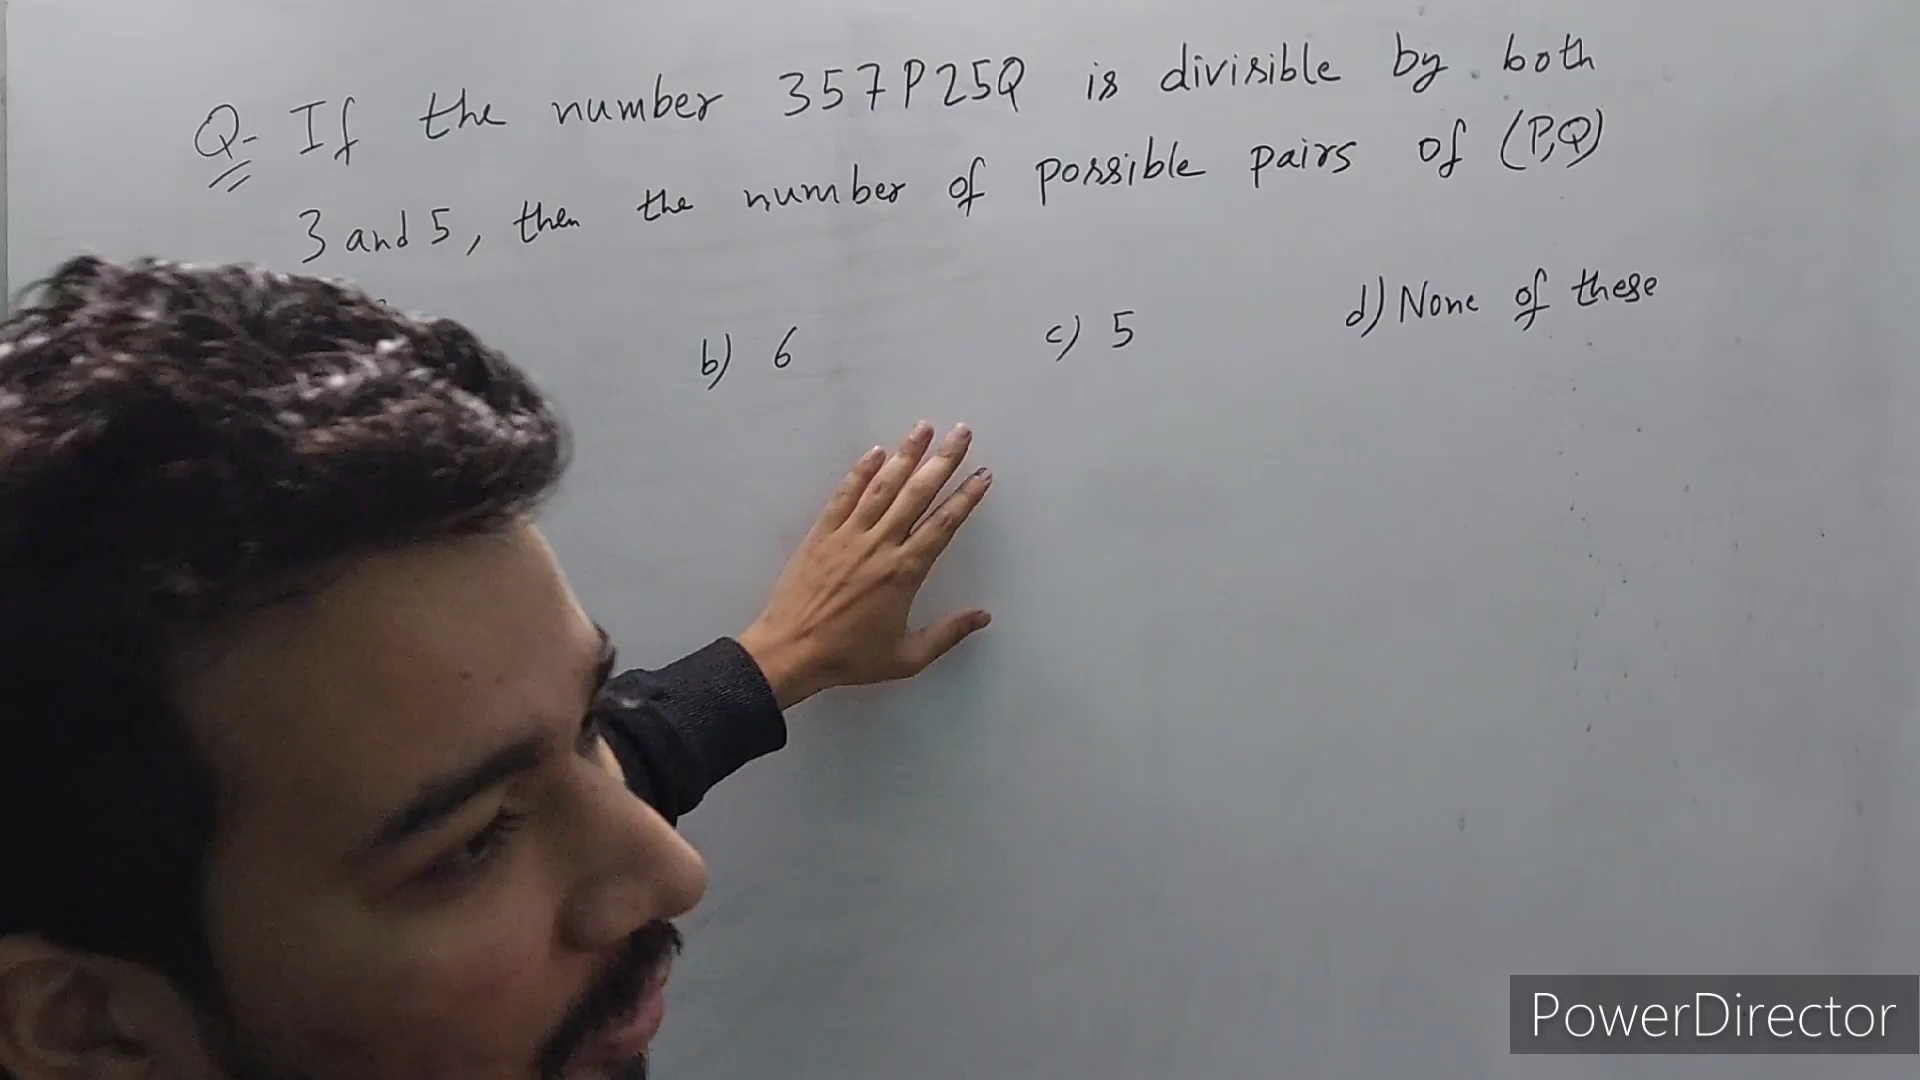 Q- If the number 357P25Q is divisible by both
3 and 5, then the number of possible pairs of (P,Q)
b) 6 c) 5 d) None of these
PowerDirector